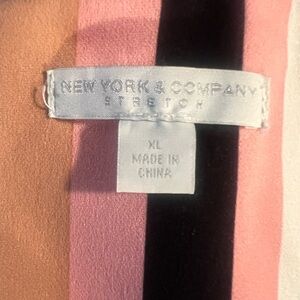 NEW YORK & COMPANY
STRETCH
XL
MADE IN
CHINA